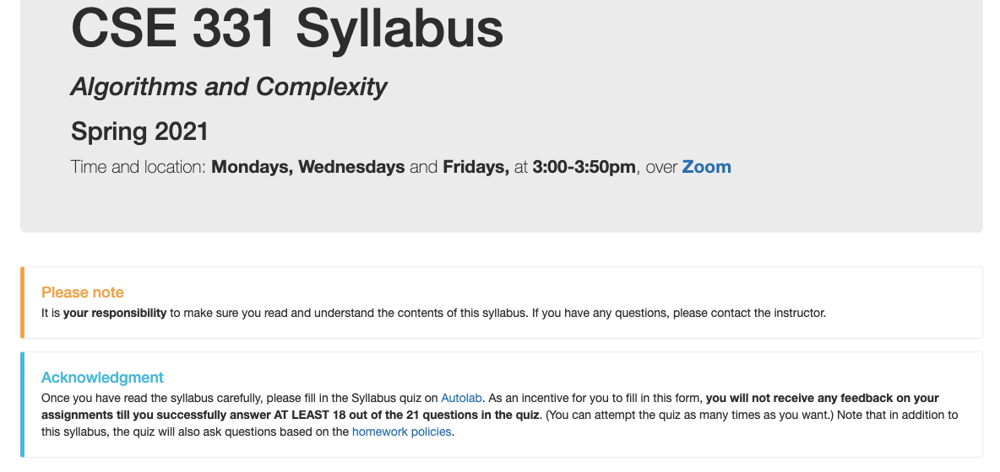 CSE 331 Syllabus
Algorithms and Complexity
Spring 2021
Time and location: Mondays, Wednesdays and Fridays, at 3:00-3:50pm, over Zoom
Please note
It is your responsibility to make sure you read and understand the contents of this syllabus. If you have any questions, please contact the instructor.
Acknowledgment
Once you have read the syllabus carefully, please fill in the Syllabus quiz on Autolab. As an incentive for you to fill in this form, you will not receive any feedback on your
assignments till you successfully answer AT LEAST 18 out of the 21 questions in the quiz. (You can attempt the quiz as many times as you want.) Note that in addition to
this syllabus, the quiz will also ask questions based on the homework policies.